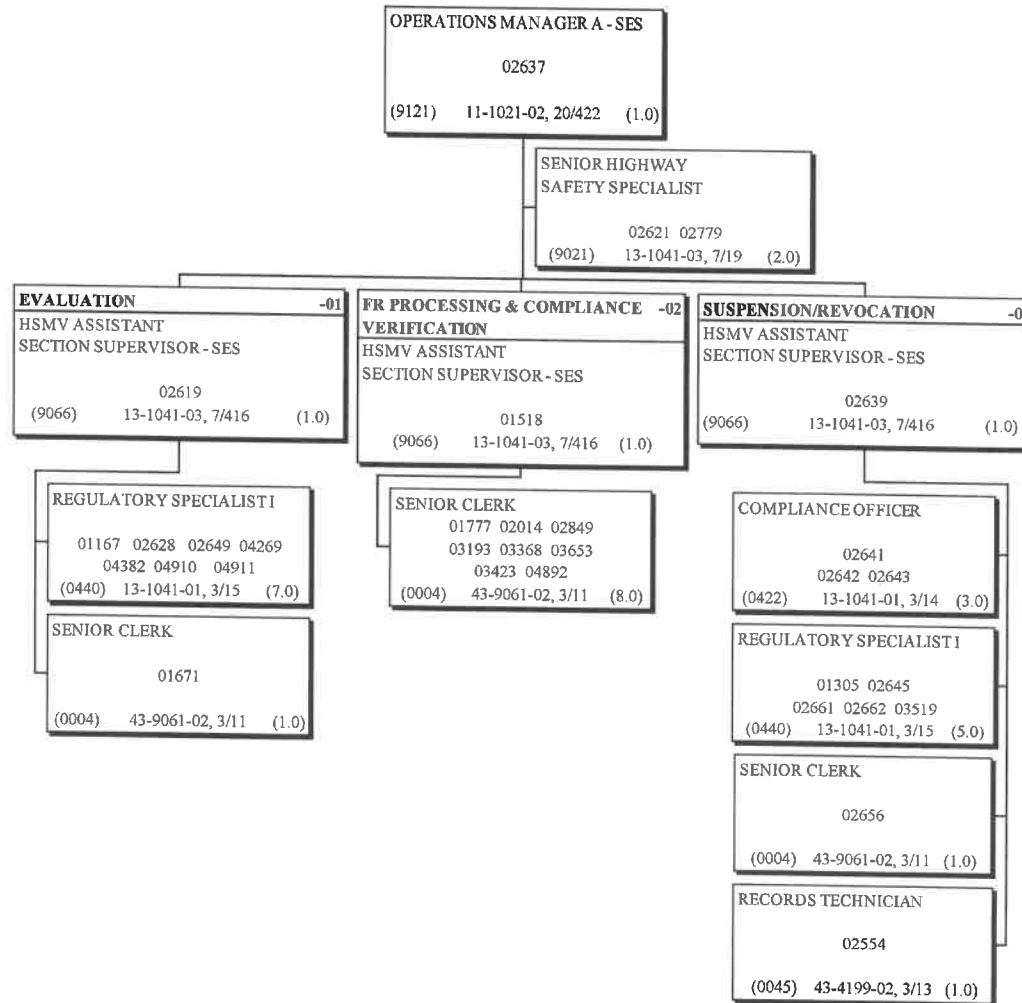 OPERATIONS MANAGER A - SES
02637
(9121) 11-1021-02, 20/422 (1.0)
SENIOR HIGHWAY
SAFETY SPECIALIST
02621 02779
(9021) 13-1041-03, 7/19 (2.0)
EVALUATION -01
HSMV ASSISTANT
SECTION SUPERVISOR - SES
02619
(9066) 13-1041-03, 7/416 (1.0)
REGULATORY SPECIALIST I
01167 02628 02649 04269
04382 04910 04911
(0440) 13-1041-01, 3/15 (7.0)
SENIOR CLERK
01671
(0004) 43-9061-02, 3/11 (1.0)
FR PROCESSING & COMPLIANCE -02
VERIFICATION
HSMV ASSISTANT
SECTION SUPERVISOR - SES
01518
(9066) 13-1041-03, 7/416 (1.0)
SENIOR CLERK
01777 02014 02849
03193 03368 03653
03423 04892
(0004) 43-9061-02, 3/11 (8.0)
SUSPENSION/REVOCATION -0
HSMV ASSISTANT
SECTION SUPERVISOR - SES
02639
(9066) 13-1041-03, 7/416 (1.0)
COMPLIANCE OFFICER
02641
02642 02643
(0422) 13-1041-01, 3/14 (3.0)
REGULATORY SPECIALIST I
01305 02645
02661 02662 03519
(0440) 13-1041-01, 3/15 (5.0)
SENIOR CLERK
02656
(0004) 43-9061-02, 3/11 (1.0)
RECORDS TECHNICIAN
02554
(0045) 43-4199-02, 3/13 (1.0)